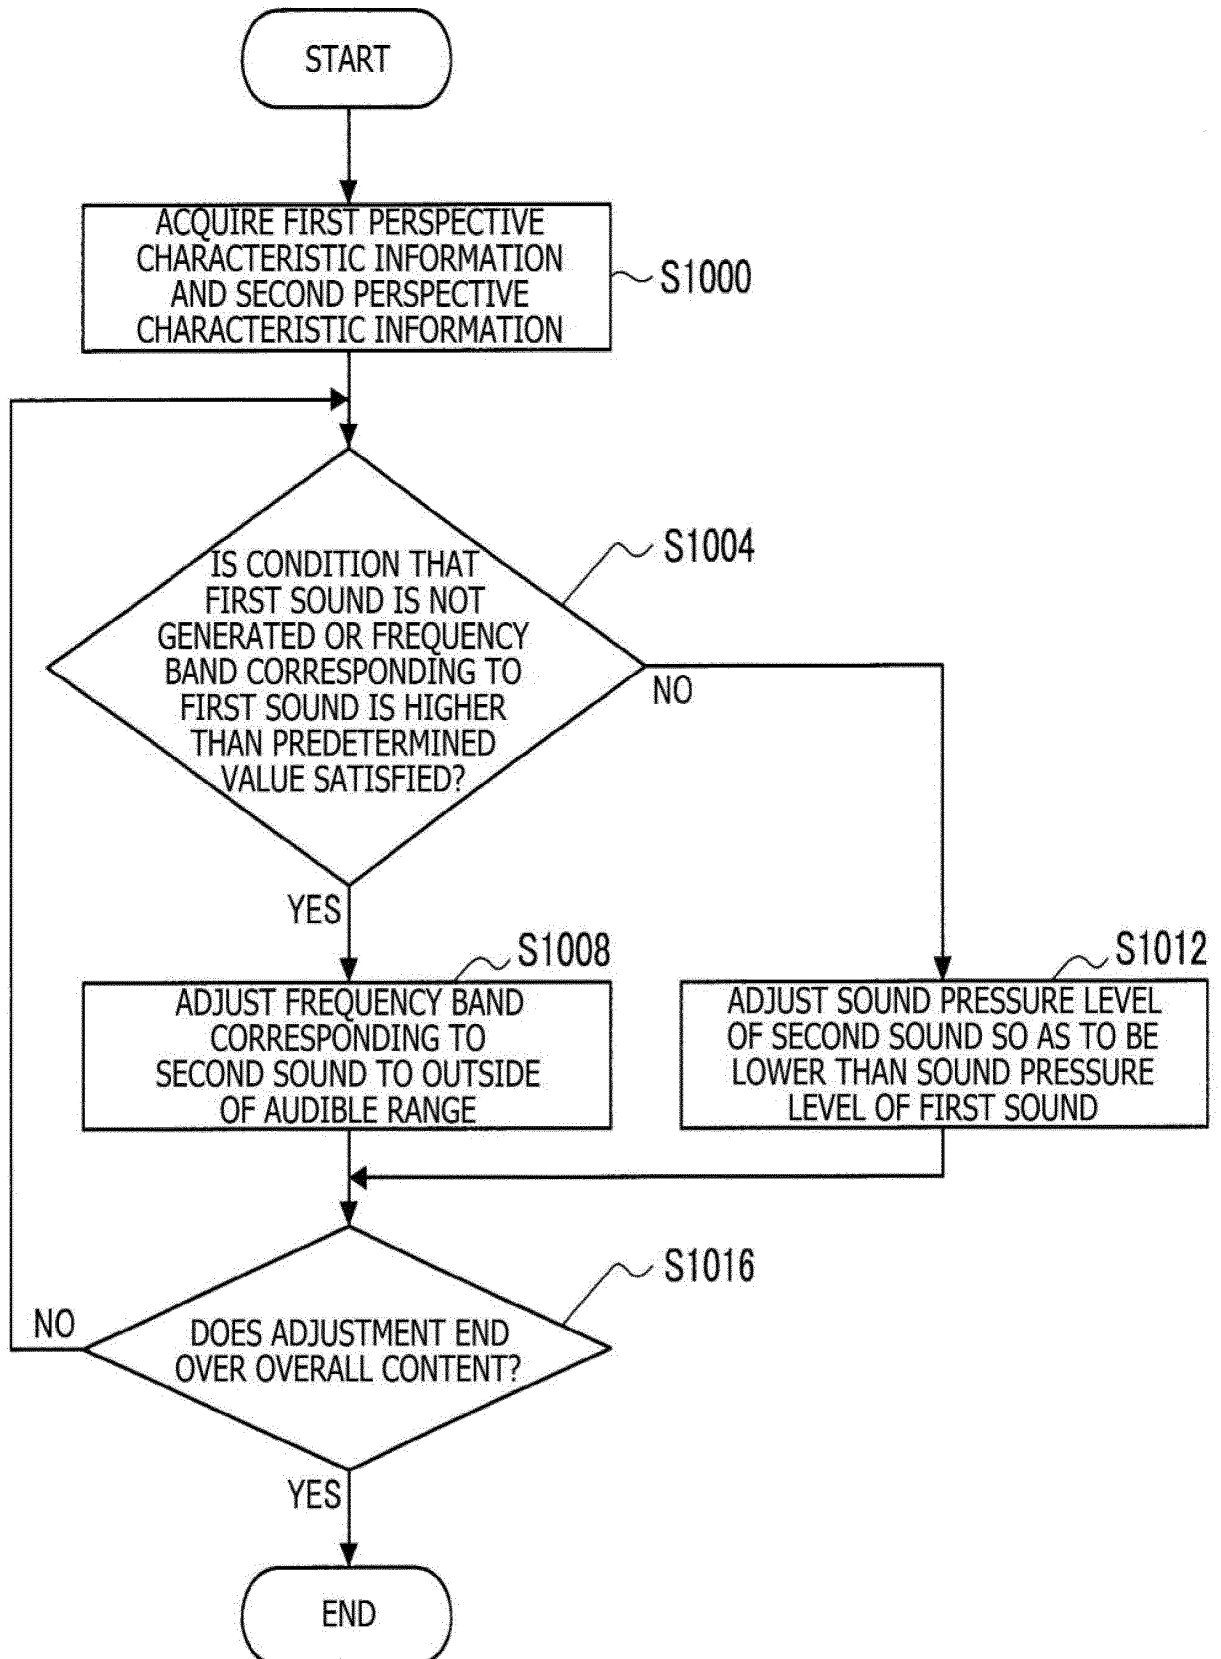 START
ACQUIRE FIRST PERSPECTIVE
CHARACTERISTIC INFORMATION
AND SECOND PERSPECTIVE
CHARACTERISTIC INFORMATION
S1000
S1004
IS CONDITION THAT
FIRST SOUND IS NOT
GENERATED OR FREQUENCY
BAND CORRESPONDING TO
FIRST SOUND IS HIGHER
THAN PREDETERMINED
VALUE SATISFIED?
NO
YES
S1008
ADJUST FREQUENCY BAND
CORRESPONDING TO
SECOND SOUND TO OUTSIDE
OF AUDIBLE RANGE
S1012
ADJUST SOUND PRESSURE LEVEL
OF SECOND SOUND SO AS TO BE
LOWER THAN SOUND PRESSURE
LEVEL OF FIRST SOUND
S1016
NO
DOES ADJUSTMENT END
OVER OVERALL CONTENT?
YES
END